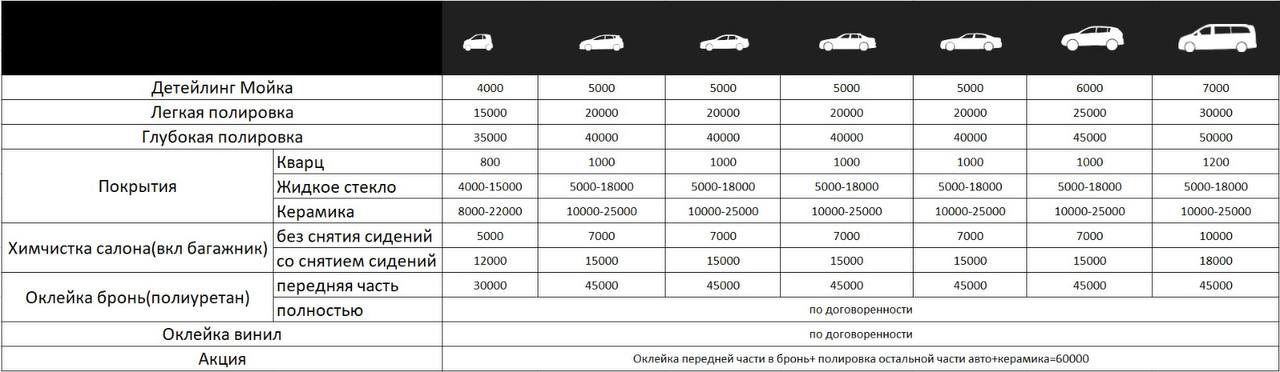 Детейлинг Мойка 4000 5000 5000 5000 5000 6000 7000
Легкая полировка 15000 20000 20000 20000 20000 25000 30000
Глубокая полировка 35000 40000 40000 40000 40000 45000 50000
Покрытия
Кварц 800 1000 1000 1000 1000 1000 1200
Жидкое стекло 4000-15000 5000-18000 5000-18000 5000-18000 5000-18000 5000-18000 5000-18000
Керамика 8000-22000 10000-25000 10000-25000 10000-25000 10000-25000 10000-25000 10000-25000
Химчистка салона(вкл багажник)
без снятия сидений 5000 7000 7000 7000 7000 7000 10000
со снятием сидений 12000 15000 15000 15000 15000 15000 18000
Оклейка бронь(полиуретан)
передняя часть 30000 45000 45000 45000 45000 45000 45000
полностью по договоренности
Оклейка винил по договоренности
Акция Оклейка передней части в бронь+ полировка остальной части авто+керамика=60000